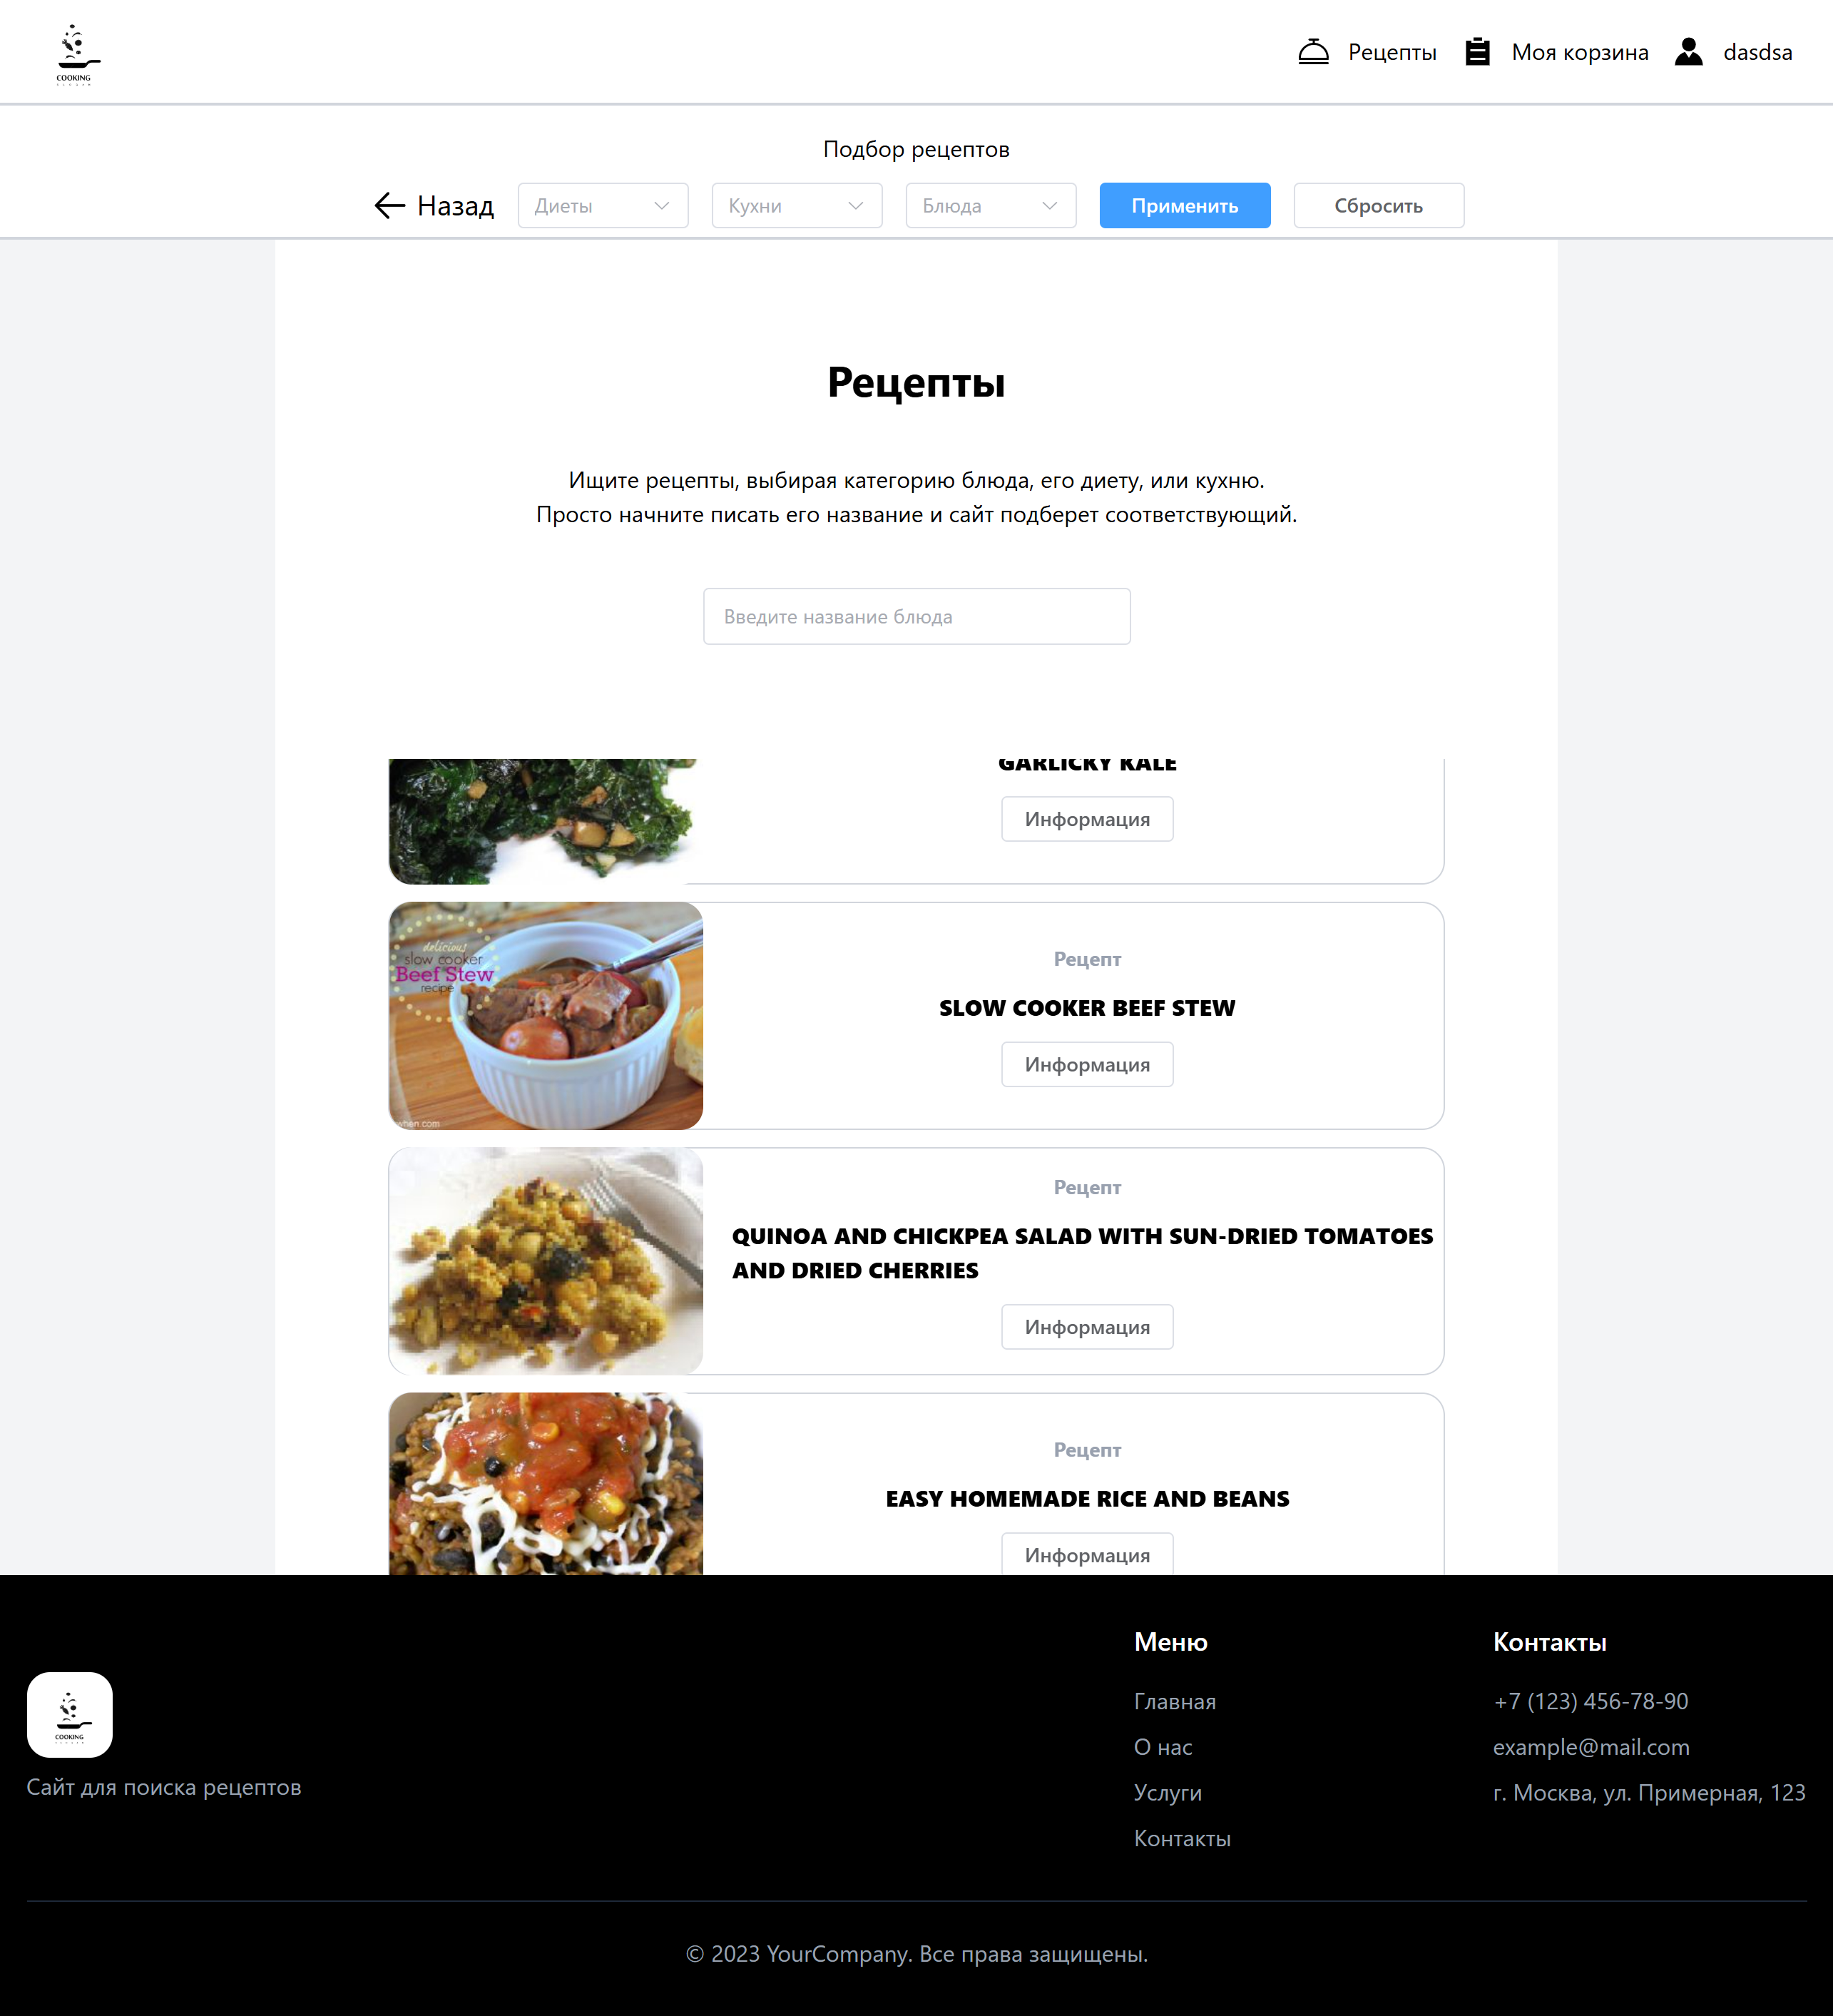 COOKING
Рецепты
Моя корзина
dasdsa
Подбор рецептов
Назад
Диеты
Кухни
Блюда
Применить
Сбросить
Рецепты
Ищите рецепты, выбирая категорию блюда, его диету, или кухню.
Просто начните писать его название и сайт подберет соответствующий.
Введите название блюда
GARLICKY KALE
Информация
delicious
slow cooker
Beef Stew
recipe
when.com
Рецепт
SLOW COOKER BEEF STEW
Информация
Рецепт
QUINOA AND CHICKPEA SALAD WITH SUN-DRIED TOMATOES
AND DRIED CHERRIES
Информация
Рецепт
EASY HOMEMADE RICE AND BEANS
Информация
COOKING
Сайт для поиска рецептов
Меню
Главная
О нас
Услуги
Контакты
Контакты
+7 (123) 456-78-90
example@mail.com
г. Москва, ул. Примерная, 123
© 2023 YourCompany. Все права защищены.